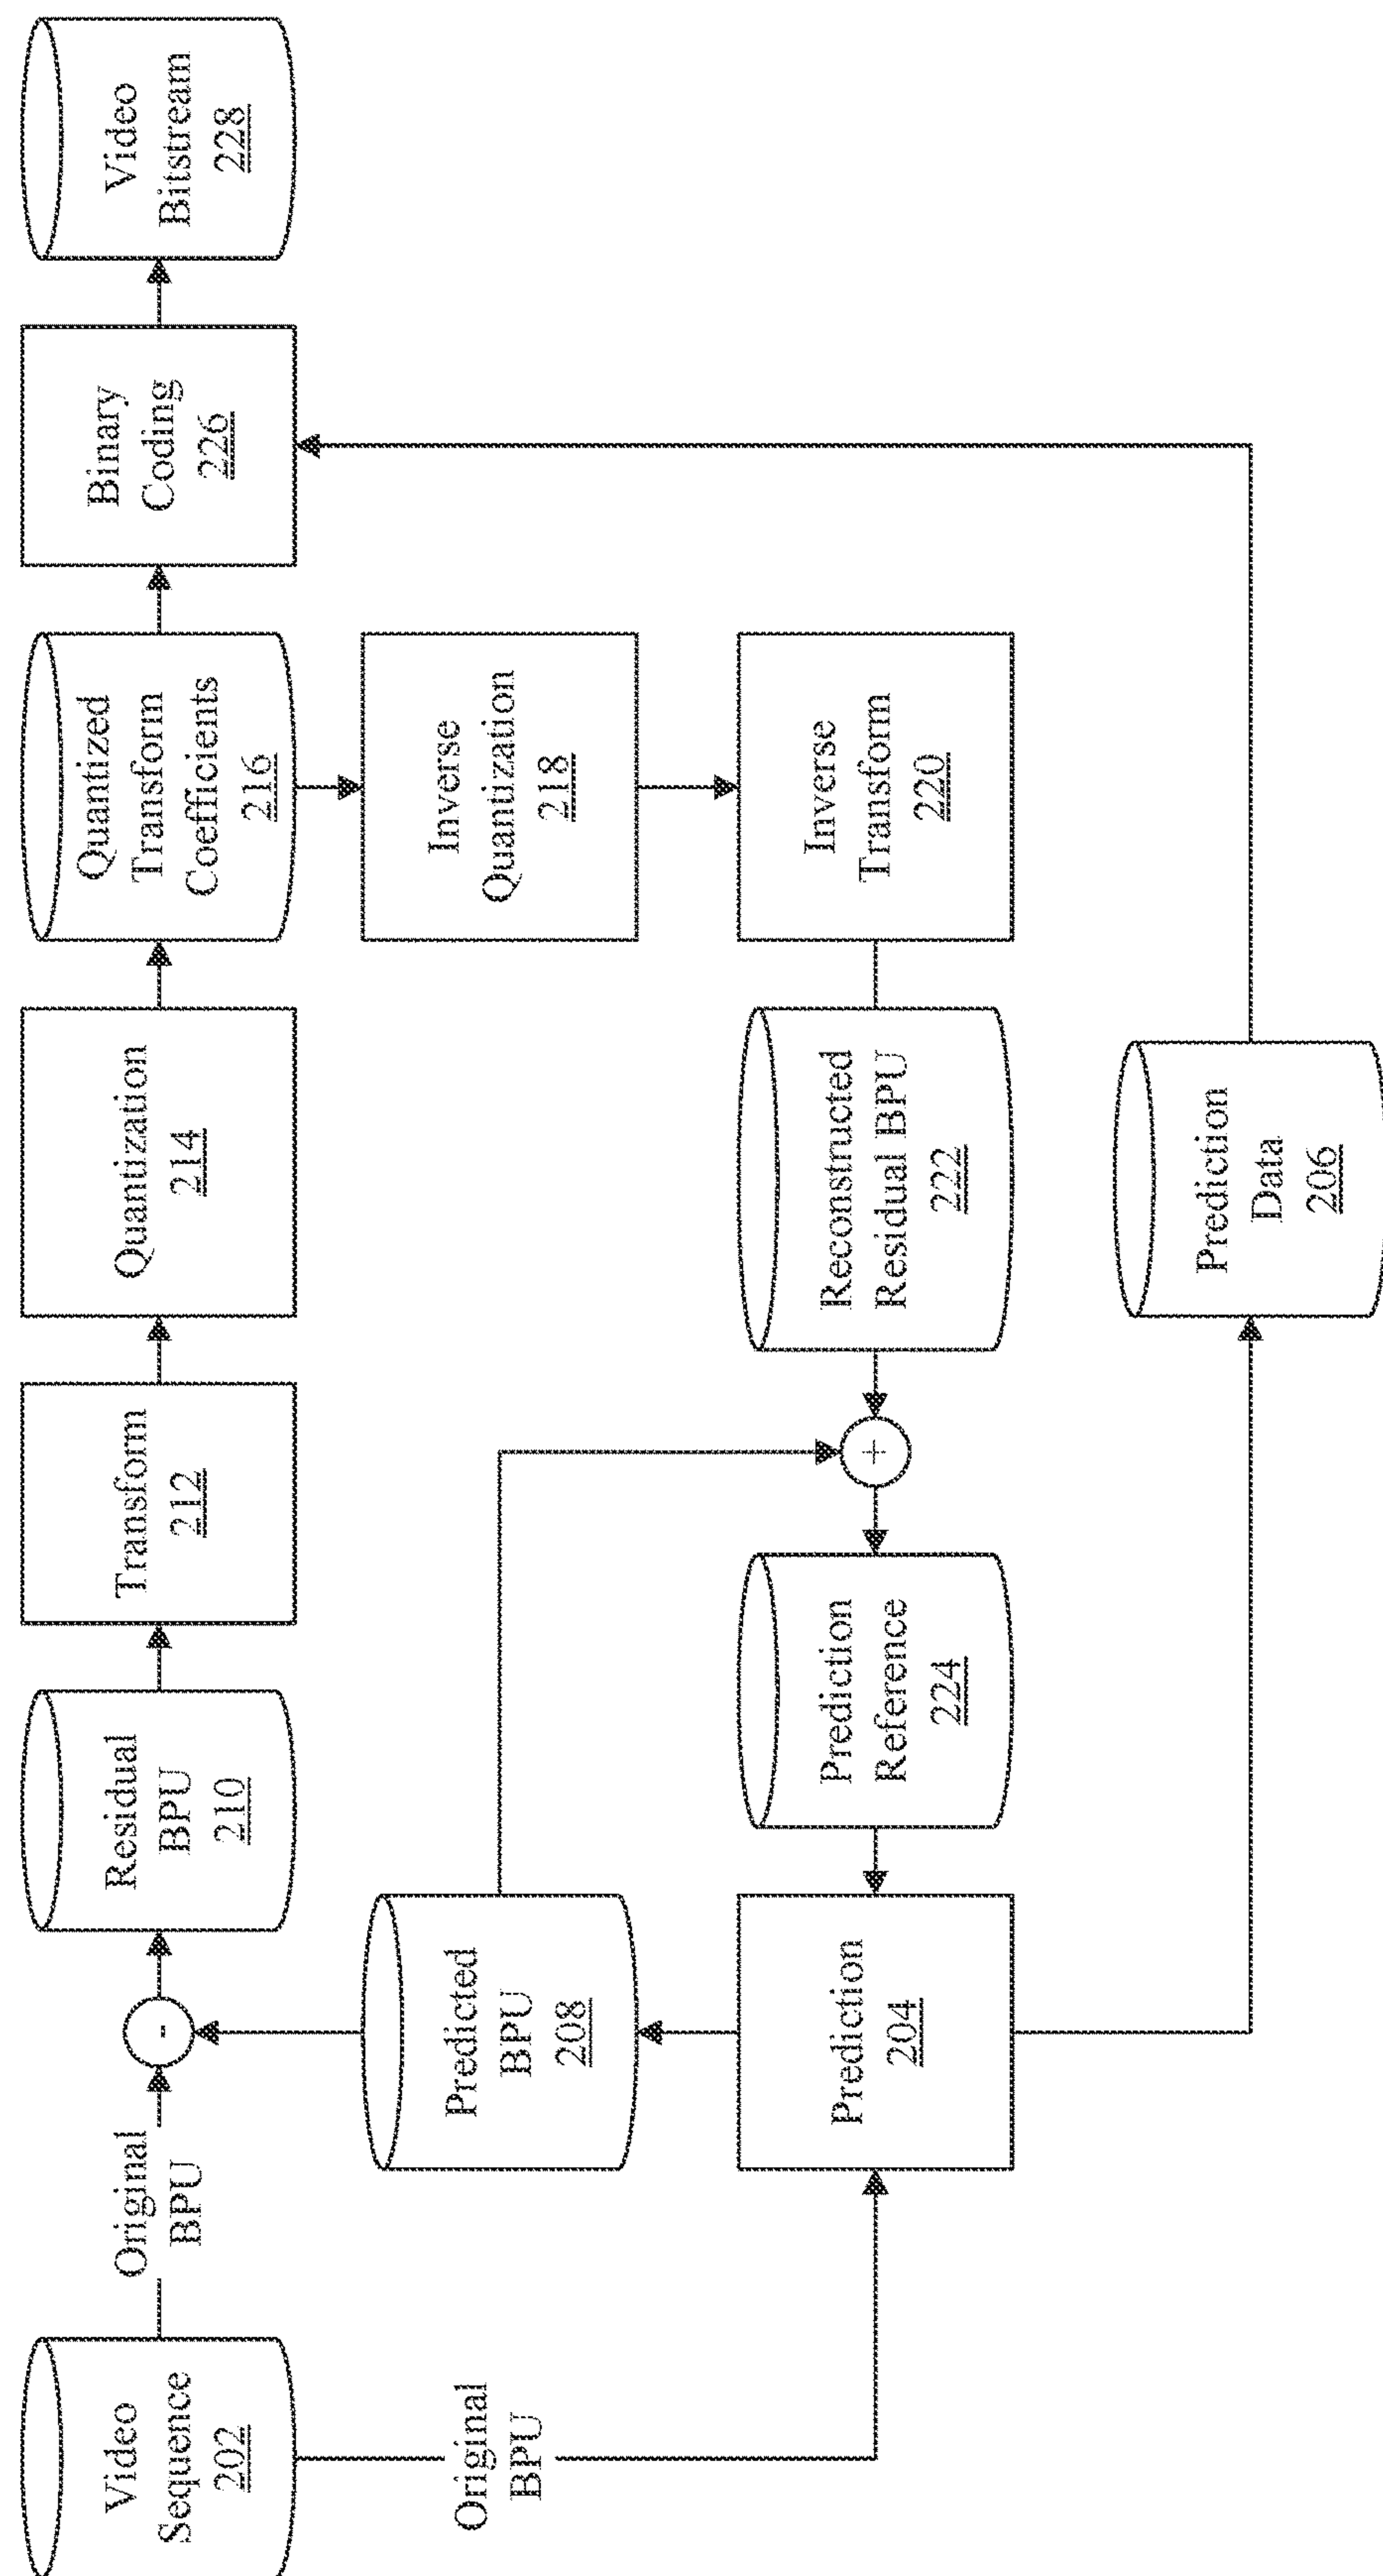 Video
Sequence
202
Original
BPU
-
Residual
BPU
210
Transform
212
Quantization
214
Quantized
Transform
Coefficients
216
Binary
Coding
226
Video
Bitstream
228
Original
BPU
Predicted
BPU
208
Inverse
Quantization
218
Prediction
204
Prediction
Reference
224
+
Reconstructed
Residual BPU
222
Inverse
Transform
220
Prediction
Data
206